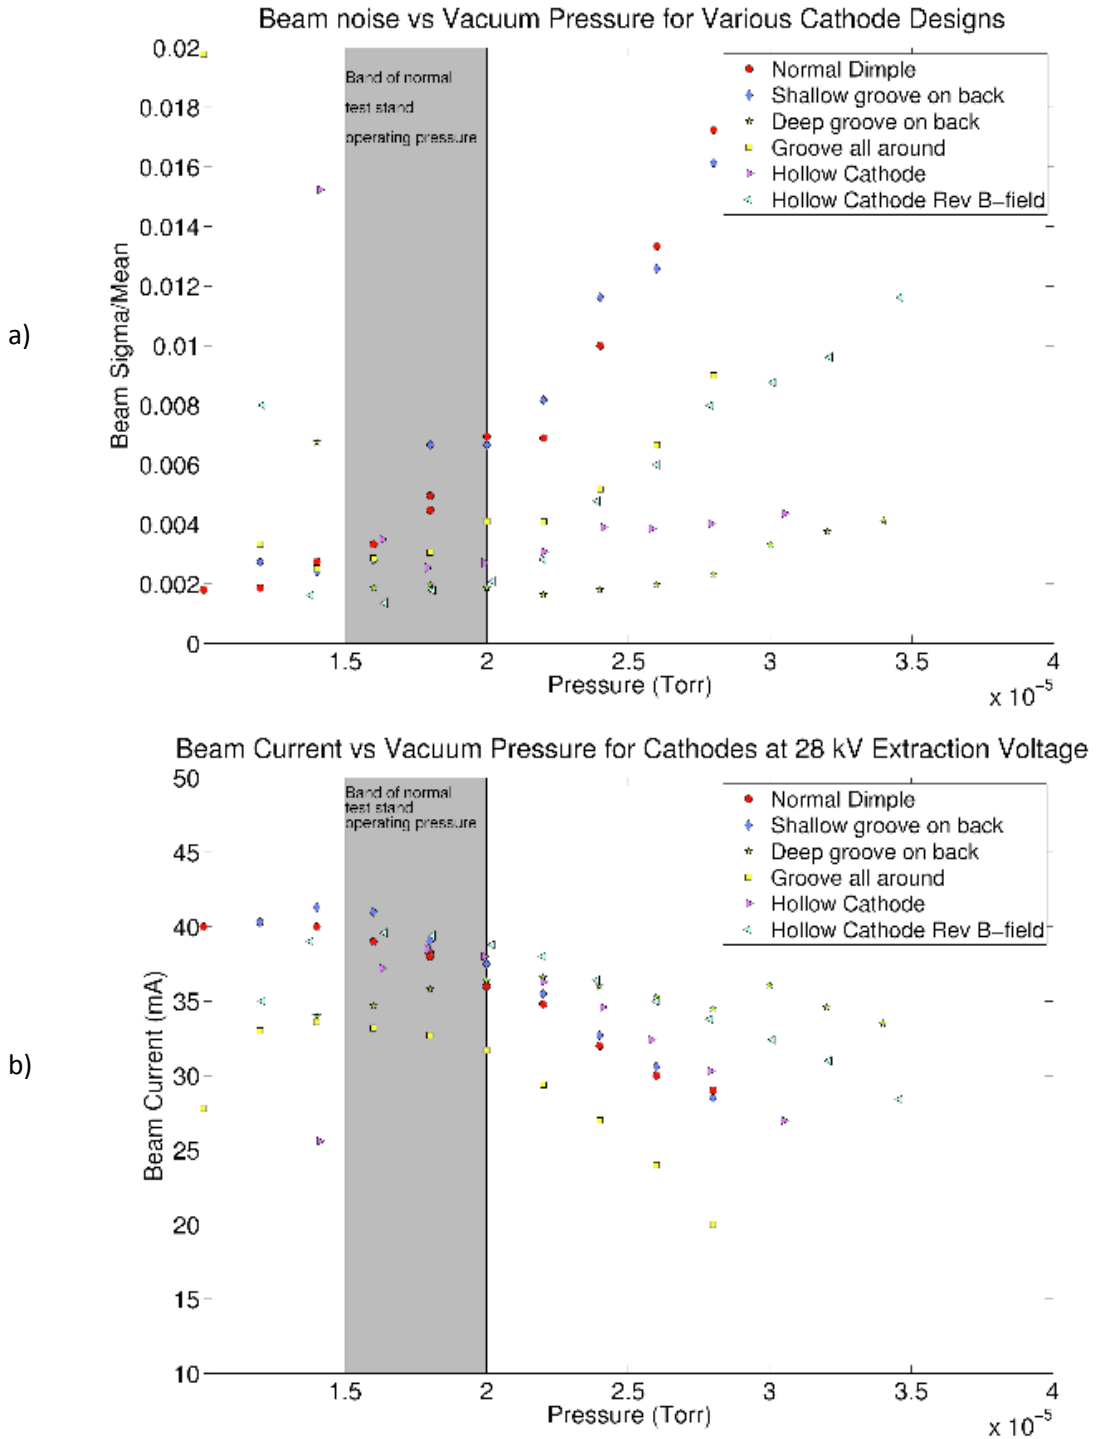 Beam noise vs Vacuum Pressure for Various Cathode Designs
a)
Beam Sigma/Mean
0.02
0.018
0.016
0.014
0.012
0.01
0.008
0.006
0.004
0.002
0
Band of normal
test stand
operating pressure
Normal Dimple
Shallow groove on back
Deep groove on back
Groove all around
Hollow Cathode
Hollow Cathode Rev B−field
1.5 2 2.5 3 3.5 4
Pressure (Torr)
x 10⁻⁵
Beam Current vs Vacuum Pressure for Cathodes at 28 kV Extraction Voltage
b)
Beam Current (mA)
50
45
40
35
30
25
20
15
10
Band of normal
test stand
operating pressure
Normal Dimple
Shallow groove on back
Deep groove on back
Groove all around
Hollow Cathode
Hollow Cathode Rev B−field
1.5 2 2.5 3 3.5 4
Pressure (Torr)
x 10⁻⁵